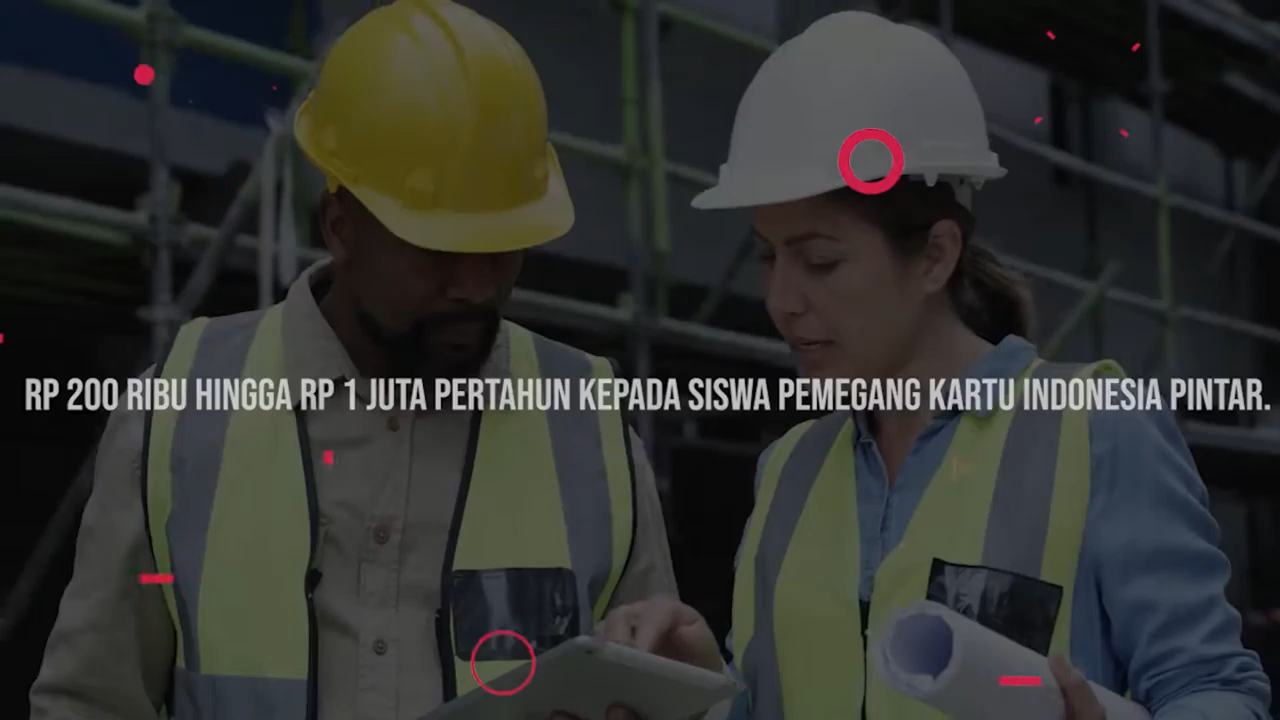 RP 200 RIBU HINGGA RP 1 JUTA PERTAHUN KEPADA SISWA PEMEGANG KARTU INDONESIA PINTAR.